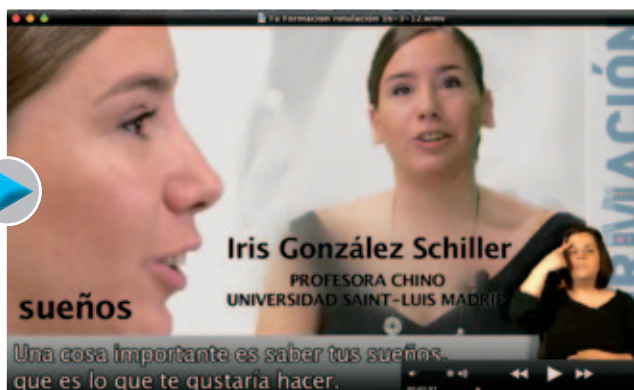 Tu Formacion rotulación 16-3-12.wmv
Iris González Schiller
PROFESORA CHINO
UNIVERSIDAD SAINT-LUIS MADRID
sueños
Una cosa importante es saber tus sueños,
que es lo que te gustaría hacer.